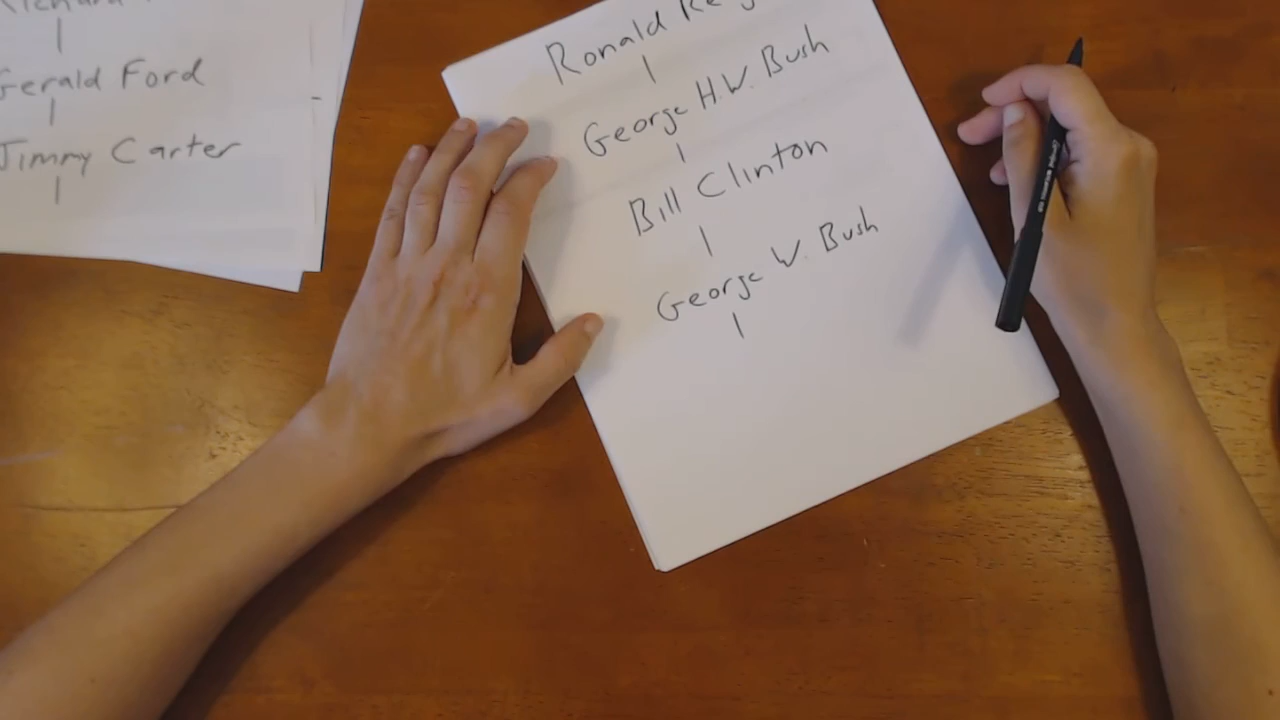 Gerald Ford
Jimmy Carter
Ronald
George H.W. Bush
Bill Clinton
George W. Bush